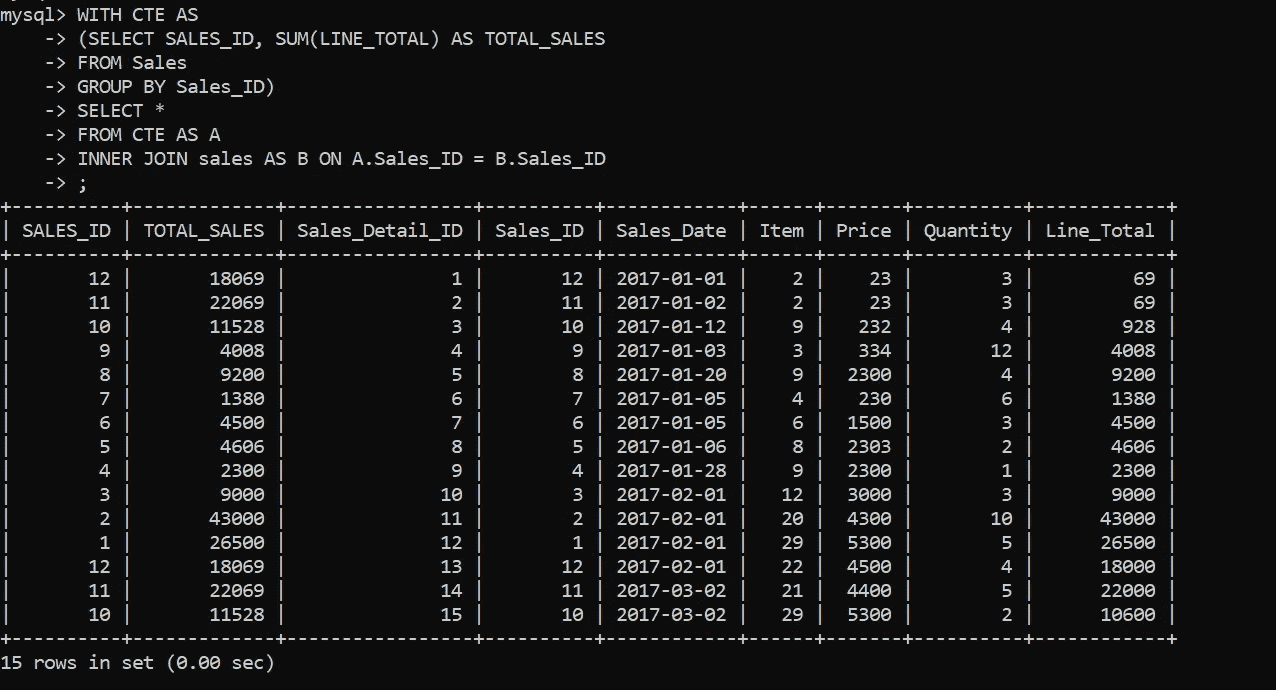 mysql> WITH CTE AS
    -> (SELECT SALES_ID, SUM(LINE_TOTAL) AS TOTAL_SALES
    -> FROM Sales
    -> GROUP BY Sales_ID)
    -> SELECT *
    -> FROM CTE AS A
    -> INNER JOIN sales AS B ON A.Sales_ID = B.Sales_ID
    -> ;
+----------+-------------+-----------------+----------+------------+------+-------+----------+------------+
| SALES_ID | TOTAL_SALES | Sales_Detail_ID | Sales_ID | Sales_Date | Item | Price | Quantity | Line_Total |
+----------+-------------+-----------------+----------+------------+------+-------+----------+------------+
|       12 |       18069 |               1 |       12 | 2017-01-01 |    2 |    23 |        3 |         69 |
|       11 |       22069 |               2 |       11 | 2017-01-02 |    2 |    23 |        3 |         69 |
|       10 |       11528 |               3 |       10 | 2017-01-12 |    9 |   232 |        4 |        928 |
|        9 |        4008 |               4 |        9 | 2017-01-03 |    3 |   334 |       12 |       4008 |
|        8 |        9200 |               5 |        8 | 2017-01-20 |    9 |  2300 |        4 |       9200 |
|        7 |        1380 |               6 |        7 | 2017-01-05 |    4 |   230 |        6 |       1380 |
|        6 |        4500 |               7 |        6 | 2017-01-05 |    6 |  1500 |        3 |       4500 |
|        5 |        4606 |               8 |        5 | 2017-01-06 |    8 |  2303 |        2 |       4606 |
|        4 |        2300 |               9 |        4 | 2017-01-28 |    9 |  2300 |        1 |       2300 |
|        3 |        9000 |              10 |        3 | 2017-02-01 |   12 |  3000 |        3 |       9000 |
|        2 |       43000 |              11 |        2 | 2017-02-01 |   20 |  4300 |       10 |      43000 |
|        1 |       26500 |              12 |        1 | 2017-02-01 |   29 |  5300 |        5 |      26500 |
|       12 |       18069 |              13 |       12 | 2017-02-01 |   22 |  4500 |        4 |      18000 |
|       11 |       22069 |              14 |       11 | 2017-03-02 |   21 |  4400 |        5 |      22000 |
|       10 |       11528 |              15 |       10 | 2017-03-02 |   29 |  5300 |        2 |      10600 |
+----------+-------------+-----------------+----------+------------+------+-------+----------+------------+
15 rows in set (0.00 sec)